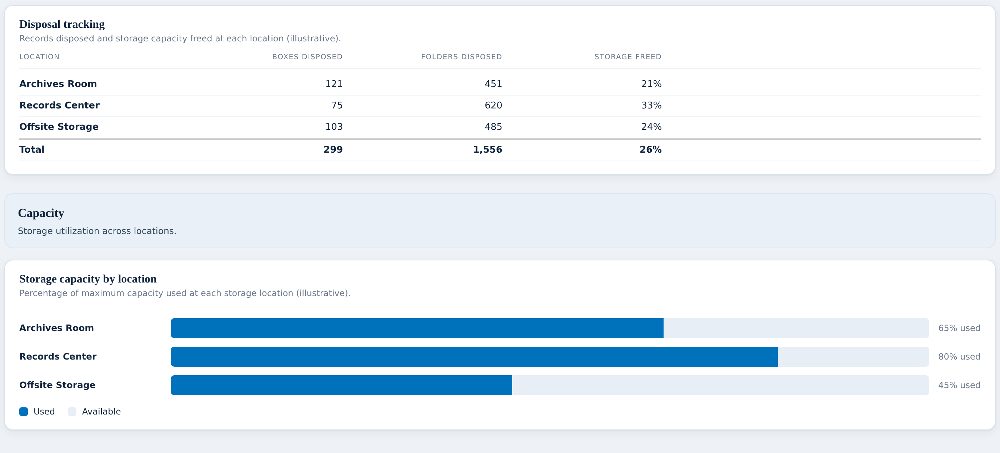 Disposal tracking
Records disposed and storage capacity freed at each location (illustrative).
LOCATION BOXES DISPOSED FOLDERS DISPOSED STORAGE FREED
Archives Room 121 451 21%
Records Center 75 620 33%
Offsite Storage 103 485 24%
Total 299 1,556 26%
Capacity
Storage utilization across locations.
Storage capacity by location
Percentage of maximum capacity used at each storage location (illustrative).
Archives Room 65% used
Records Center 80% used
Offsite Storage 45% used
Used Available